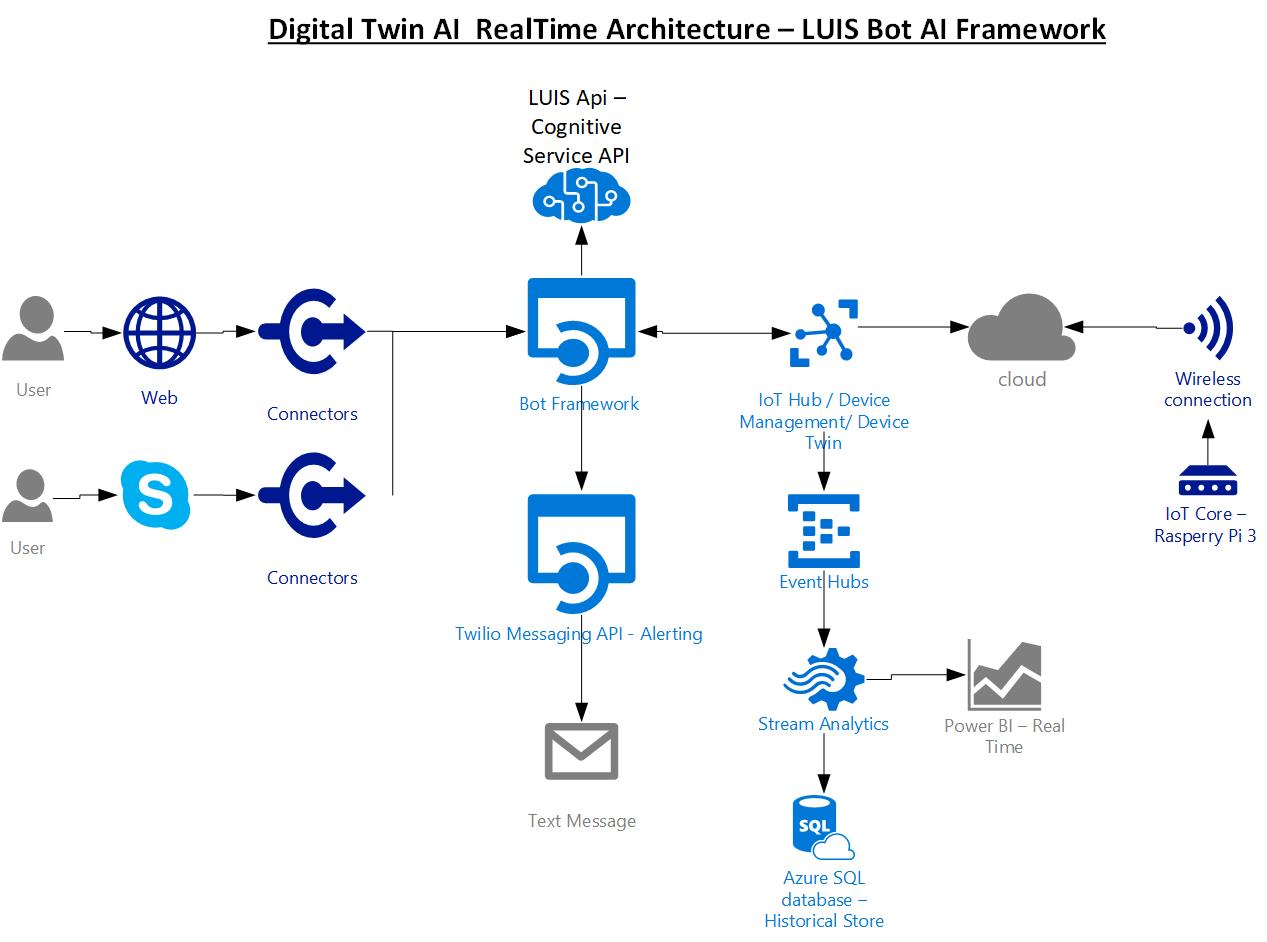 Digital Twin AI  RealTime Architecture – LUIS Bot AI Framework
LUIS Api –
Cognitive
Service API
User
Web
Connectors
Bot Framework
IoT Hub / Device
Management/ Device
Twin
cloud
Wireless
connection
User
S
Connectors
IoT Core –
Rasperry Pi 3
Event Hubs
Twilio Messaging API - Alerting
Stream Analytics
Power BI – Real
Time
Text Message
SQL
Azure SQL
database –
Historical Store